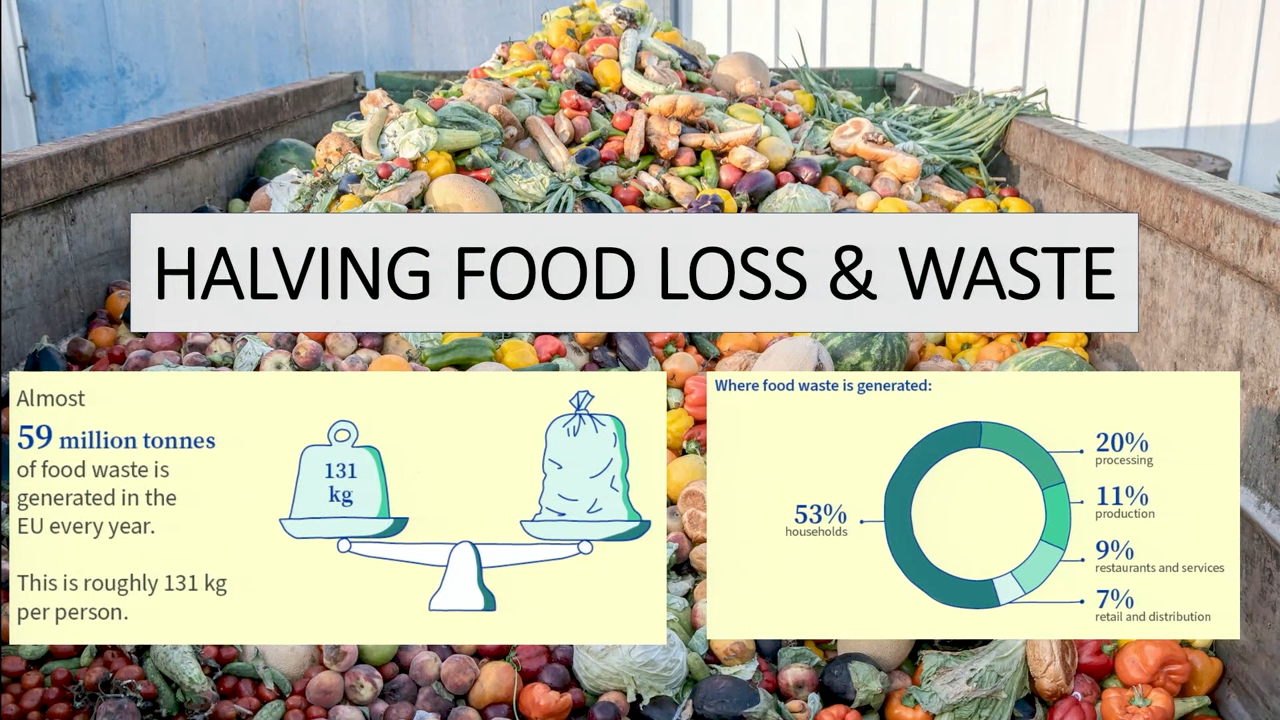 HALVING FOOD LOSS & WASTE
Almost
59 million tonnes
of food waste is
generated in the
EU every year.
This is roughly 131 kg
per person.
131
kg
Where food waste is generated:
53%
households
20%
processing
11%
production
9%
restaurants and services
7%
retail and distribution